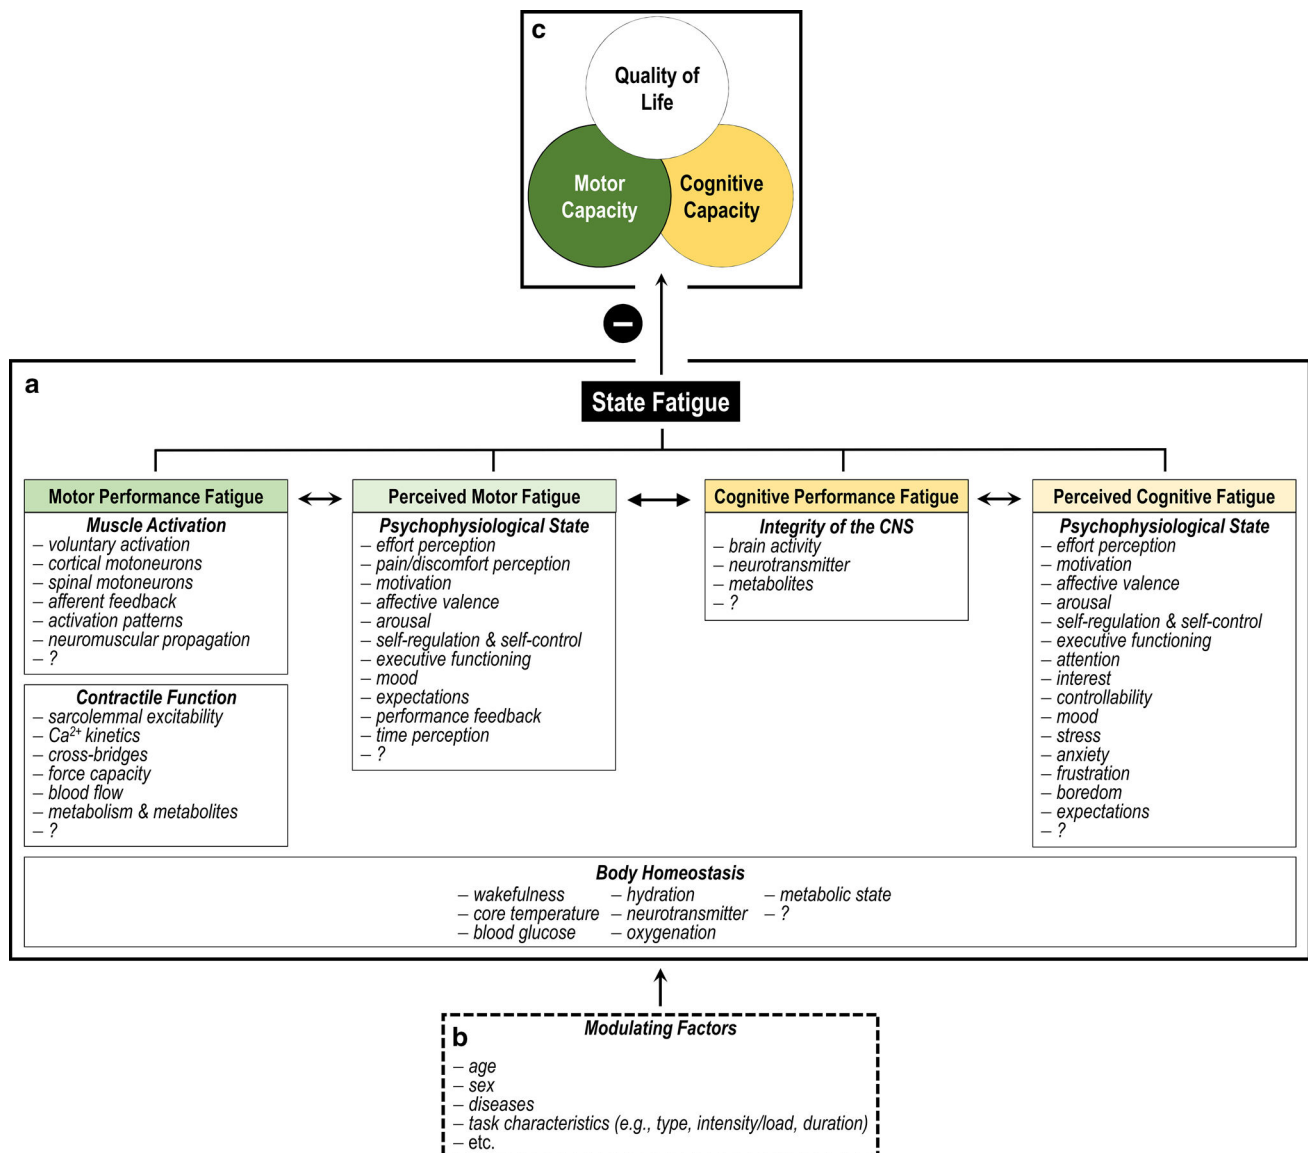 c
Quality of
Life
Motor
Capacity
Cognitive
Capacity
a
State Fatigue
Motor Performance Fatigue
Muscle Activation
– voluntary activation
– cortical motoneurons
– spinal motoneurons
– afferent feedback
– activation patterns
– neuromuscular propagation
– ?
Contractile Function
– sarcolemmal excitability
– Ca²⁺ kinetics
– cross-bridges
– force capacity
– blood flow
– metabolism & metabolites
– ?
Perceived Motor Fatigue
Psychophysiological State
– effort perception
– pain/discomfort perception
– motivation
– affective valence
– arousal
– self-regulation & self-control
– executive functioning
– mood
– expectations
– performance feedback
– time perception
– ?
Cognitive Performance Fatigue
Integrity of the CNS
– brain activity
– neurotransmitter
– metabolites
– ?
Perceived Cognitive Fatigue
Psychophysiological State
– effort perception
– motivation
– affective valence
– arousal
– self-regulation & self-control
– executive functioning
– attention
– interest
– controllability
– mood
– stress
– anxiety
– frustration
– boredom
– expectations
– ?
Body Homeostasis
– wakefulness
– core temperature
– blood glucose
– hydration
– neurotransmitter
– oxygenation
– metabolic state
– ?
b
Modulating Factors
– age
– sex
– diseases
– task characteristics (e.g., type, intensity/load, duration)
– etc.